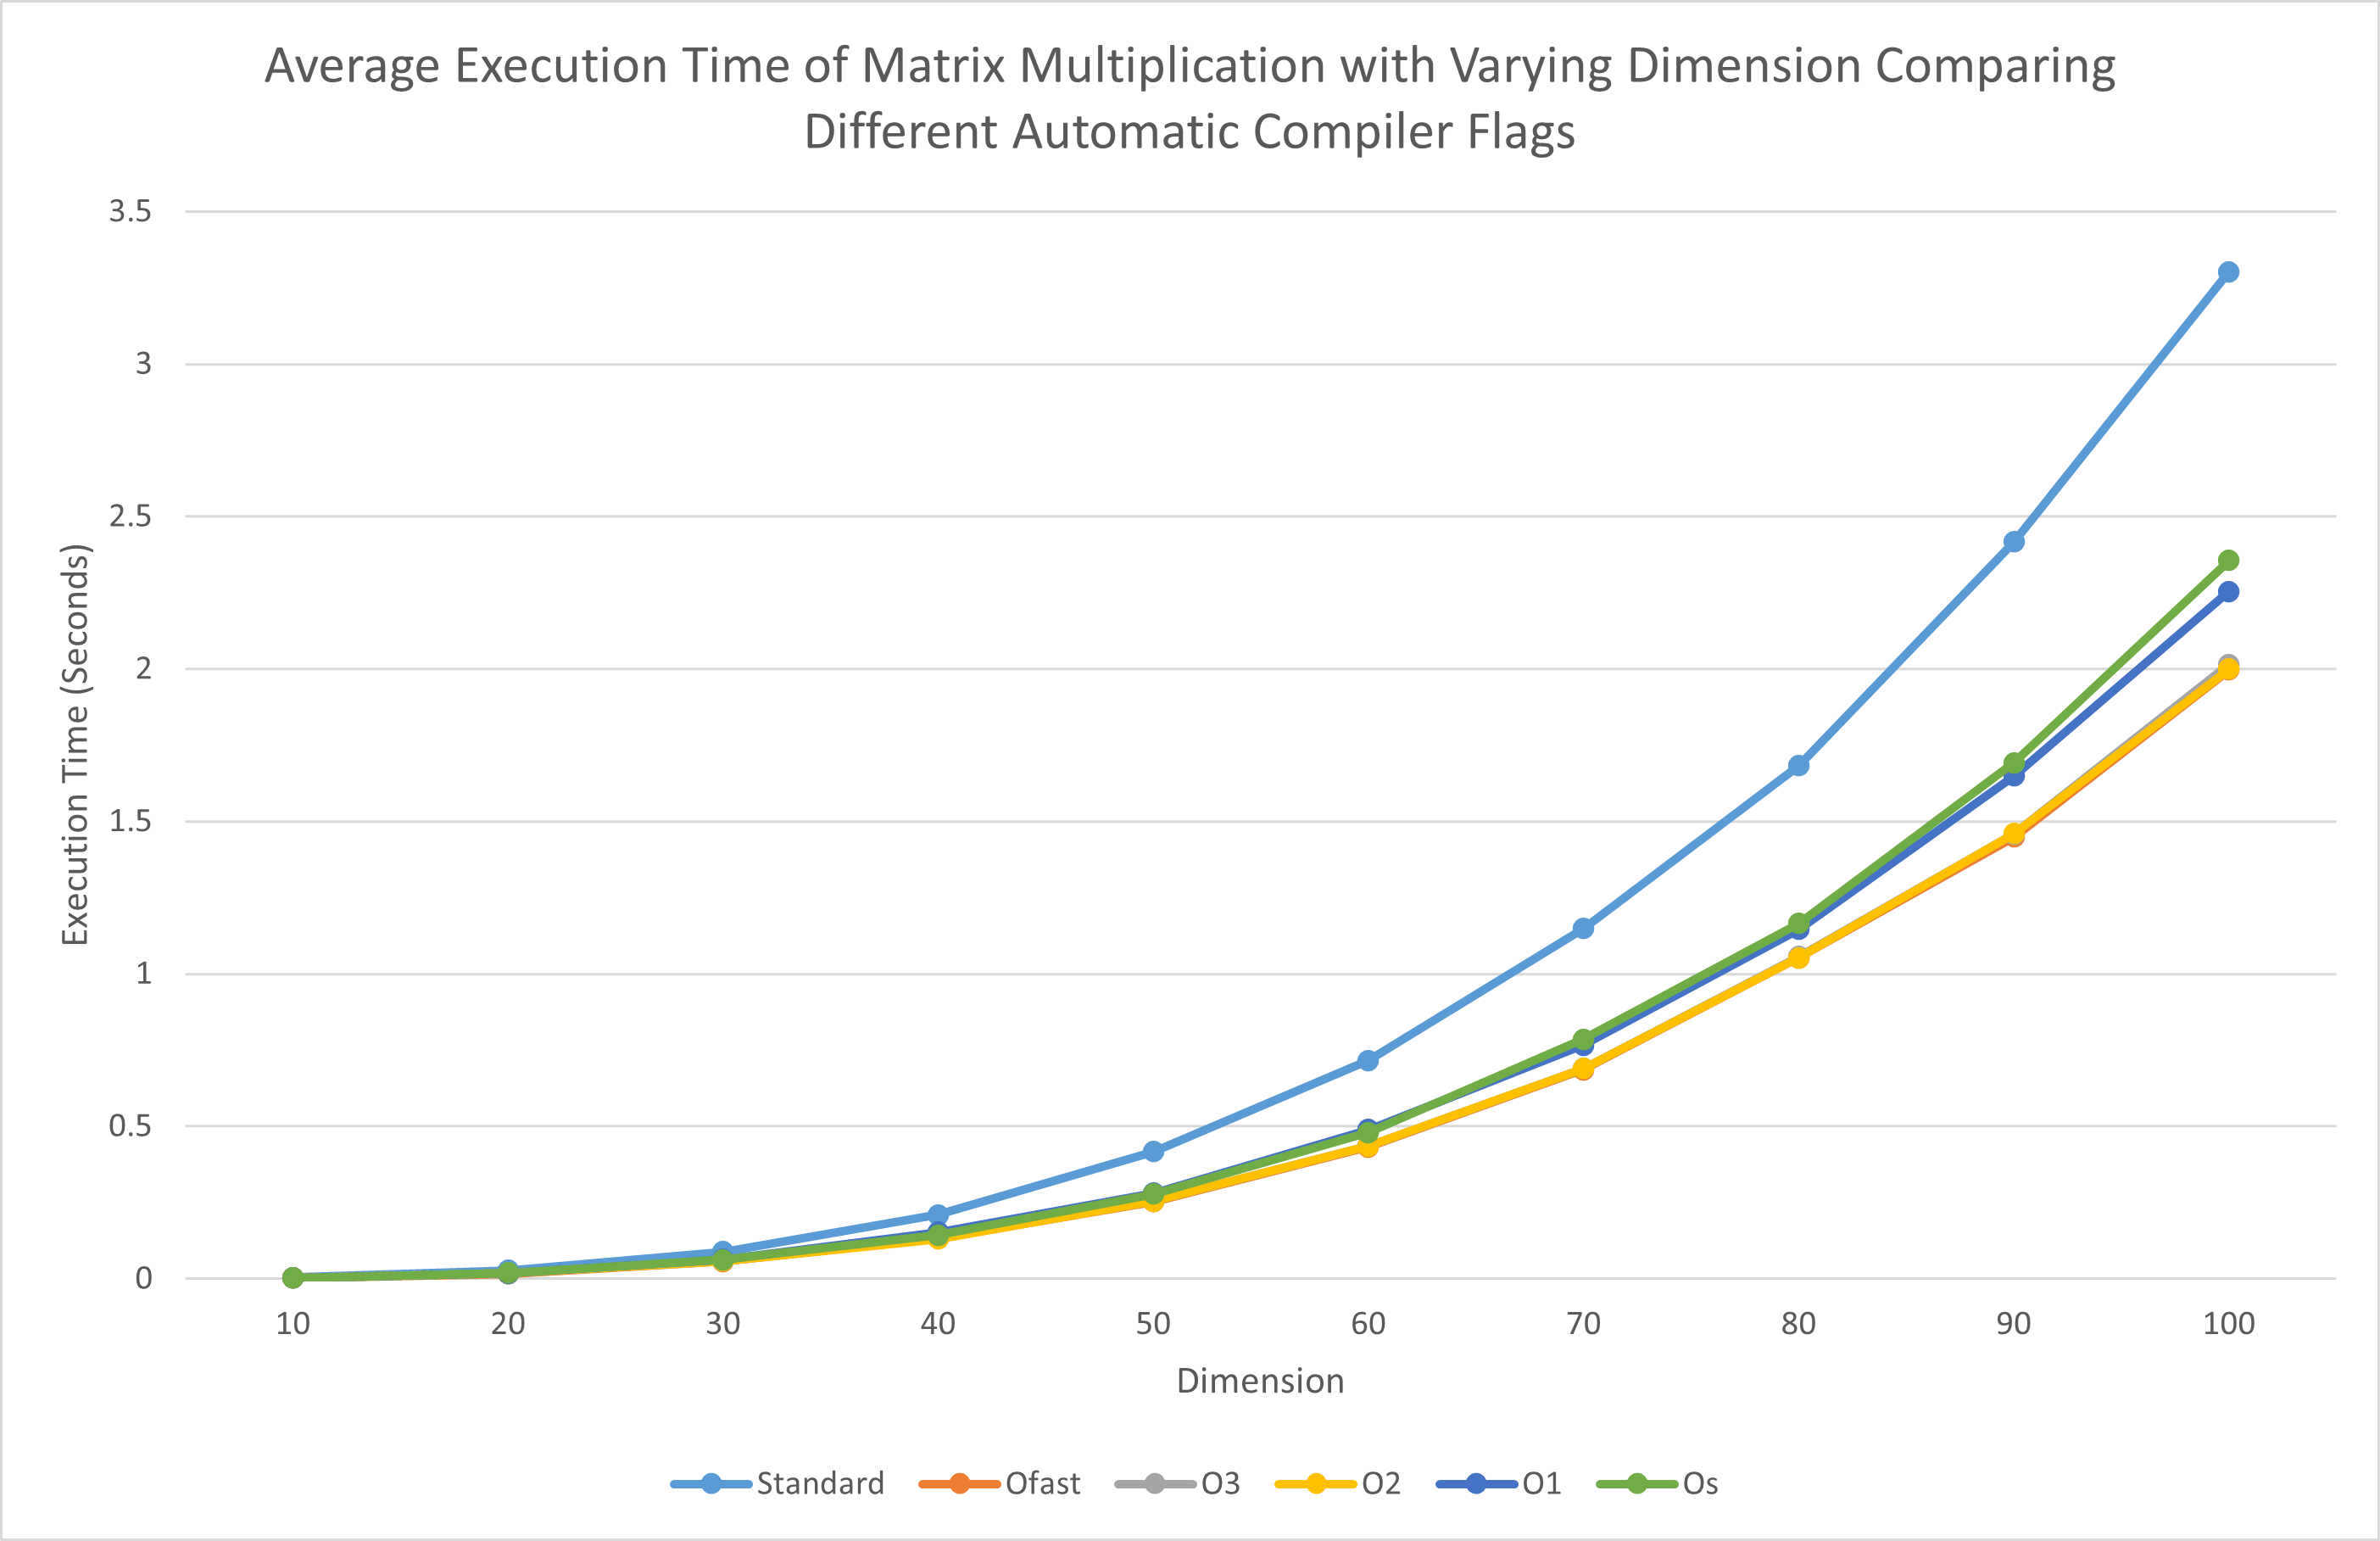 Average Execution Time of Matrix Multiplication with Varying Dimension Comparing
Different Automatic Compiler Flags
3.5
3
2.5
2
1.5
1
0.5
0
Execution Time (Seconds)
10 20 30 40 50 60 70 80 90 100
Dimension
Standard Ofast O3 O2 O1 Os